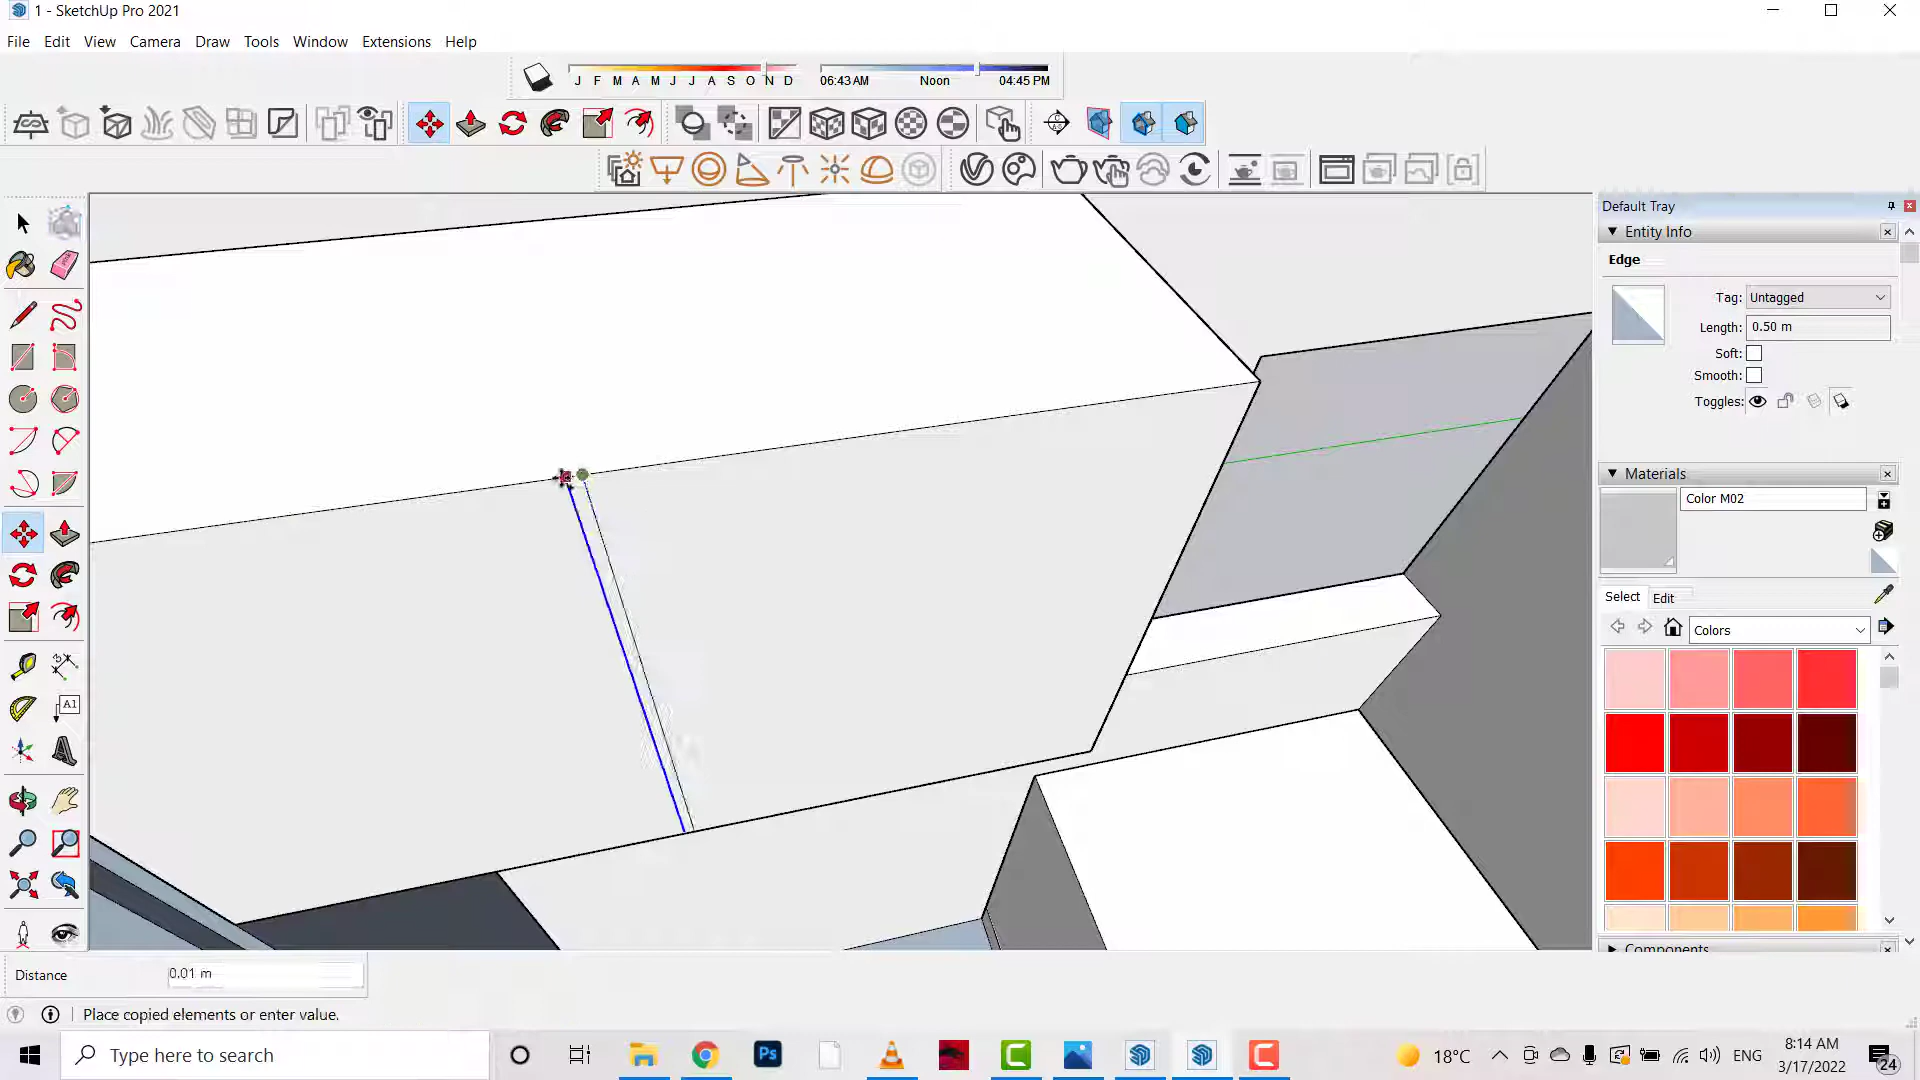 1 - SketchUp Pro 2021
File Edit View Camera Draw Tools Window Extensions Help
J F M A M J J A S O N D
06:43 AM Noon 04:45 PM
Default Tray
Entity Info
Edge
Tag: Untagged
Length: 0.50 m
Soft:
Smooth:
Toggles:
Materials
Color M02
Select Edit
Colors
A1
Components
Distance 0.01 m
Place copied elements or enter value.
Type here to search
Ps
18°C
ENG
8:14 AM
3/17/2022
24